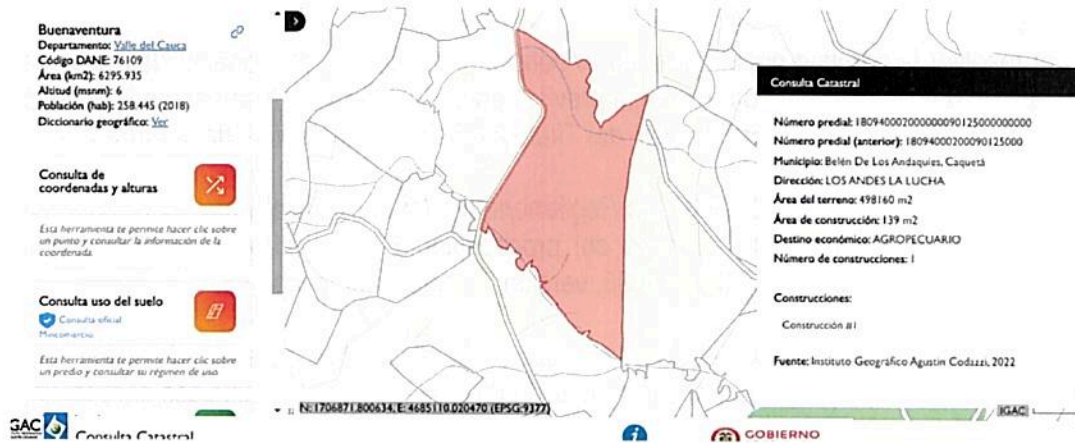 Buenaventura
Departamento: Valle del Cauca
Código DANE: 76109
Área (km2): 6295.935
Altitud (msnm): 6
Población (hab): 258.445 (2018)
Diccionario geográfico: Ver
Consulta de
coordenadas y alturas
Esta herramienta te permite hacer clic sobre
un punto y consultar la información de la
coordenada.
Consulta uso del suelo
Consulta oficial
Mincomercio
Esta herramienta te permite hacer clic sobre
un predio y consultar su régimen de uso
IGAC
Consulta Catastral
N: 1706871.800634, E: 4685110.020470 (EPSG:9377)
Consulta Catastral
Número predial: 180940002000000090125000000000
Número predial (anterior): 18094000200090125000
Municipio: Belén De Los Andaquies, Caquetá
Dirección: LOS ANDES LA LUCHA
Área del terreno: 498160 m2
Área de construcción: 139 m2
Destino económico: AGROPECUARIO
Número de construcciones: 1
Construcciones:
Construcción #1
Fuente: Instituto Geográfico Agustín Codazzi, 2022
IGAC
GOBIERNO